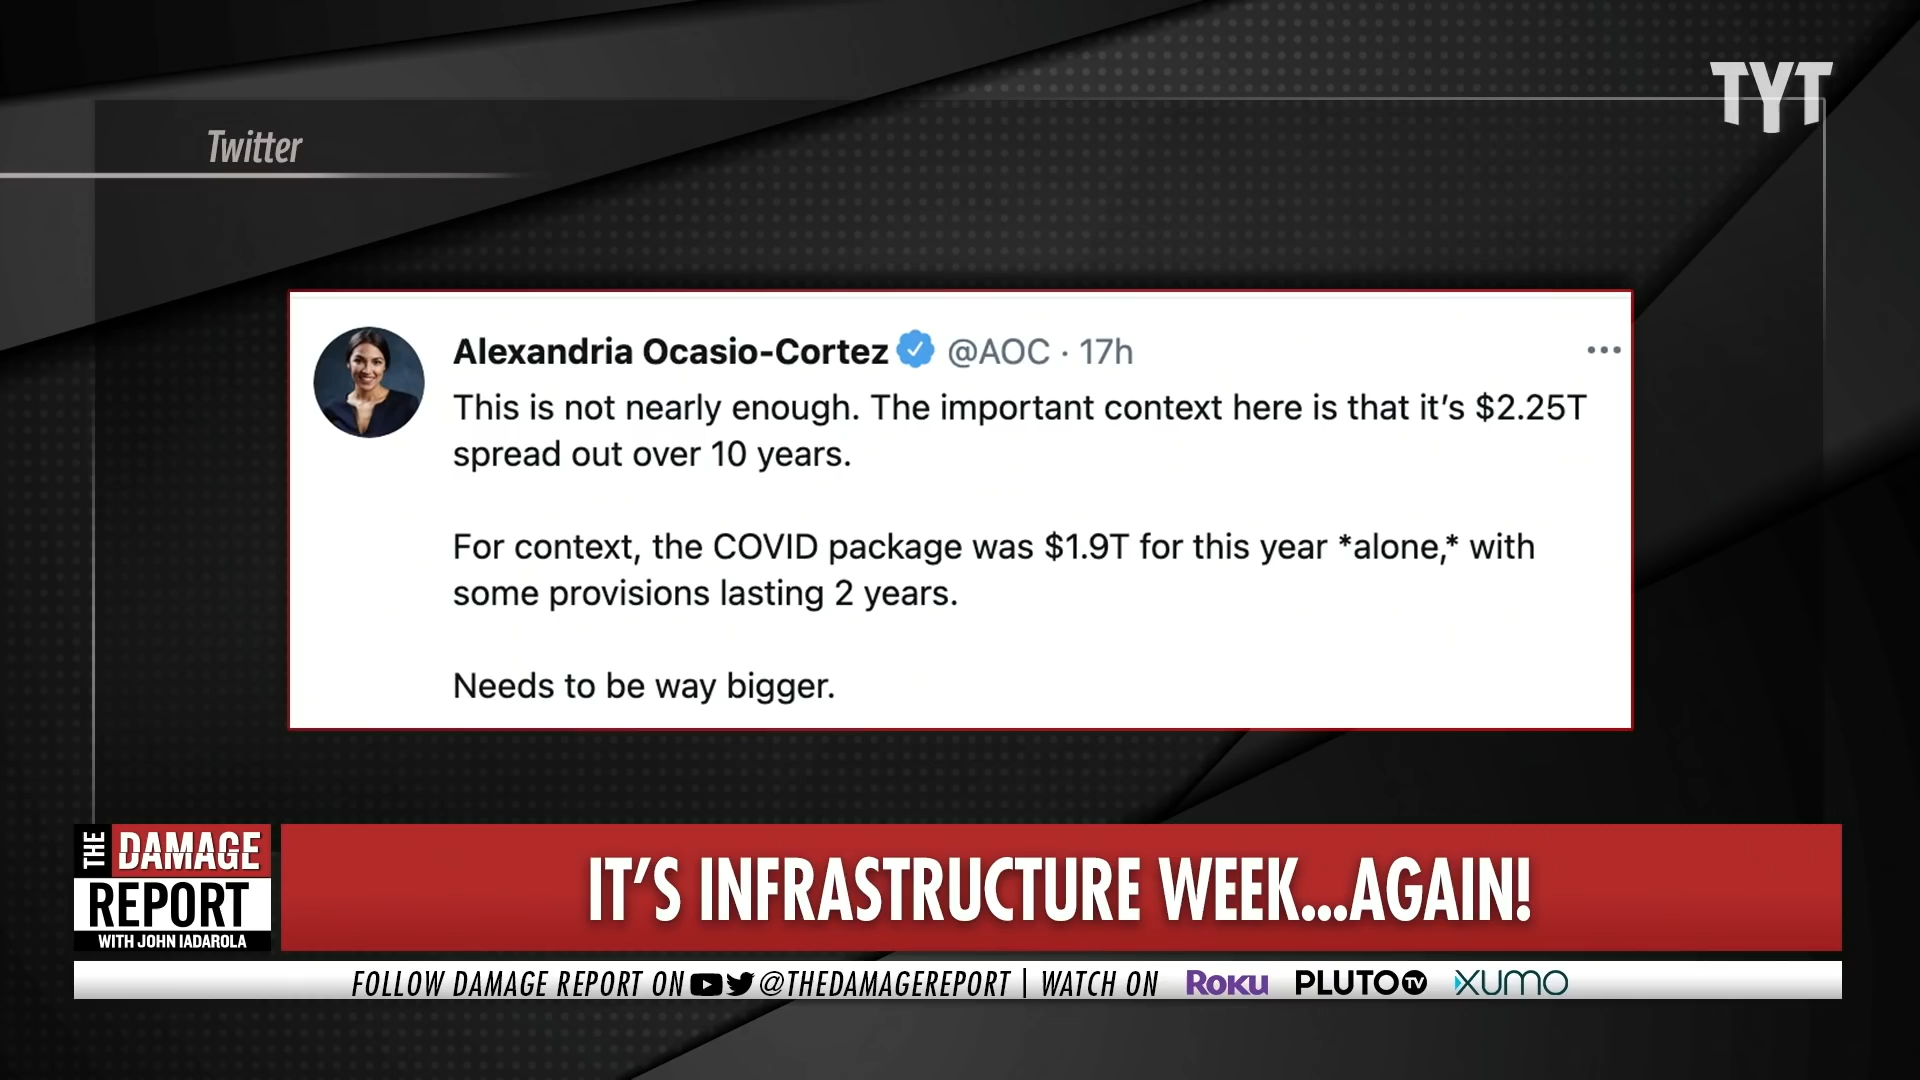 TYT
Twitter
Alexandria Ocasio-Cortez @AOC · 17h
This is not nearly enough. The important context here is that it’s $2.25T
spread out over 10 years.
For context, the COVID package was $1.9T for this year *alone,* with
some provisions lasting 2 years.
Needs to be way bigger.
THE DAMAGE
REPORT
WITH JOHN IADAROLA
IT’S INFRASTRUCTURE WEEK...AGAIN!
FOLLOW DAMAGE REPORT ON @THEDAMAGEREPORT | WATCH ON ROKU PLUTO TV XUMO